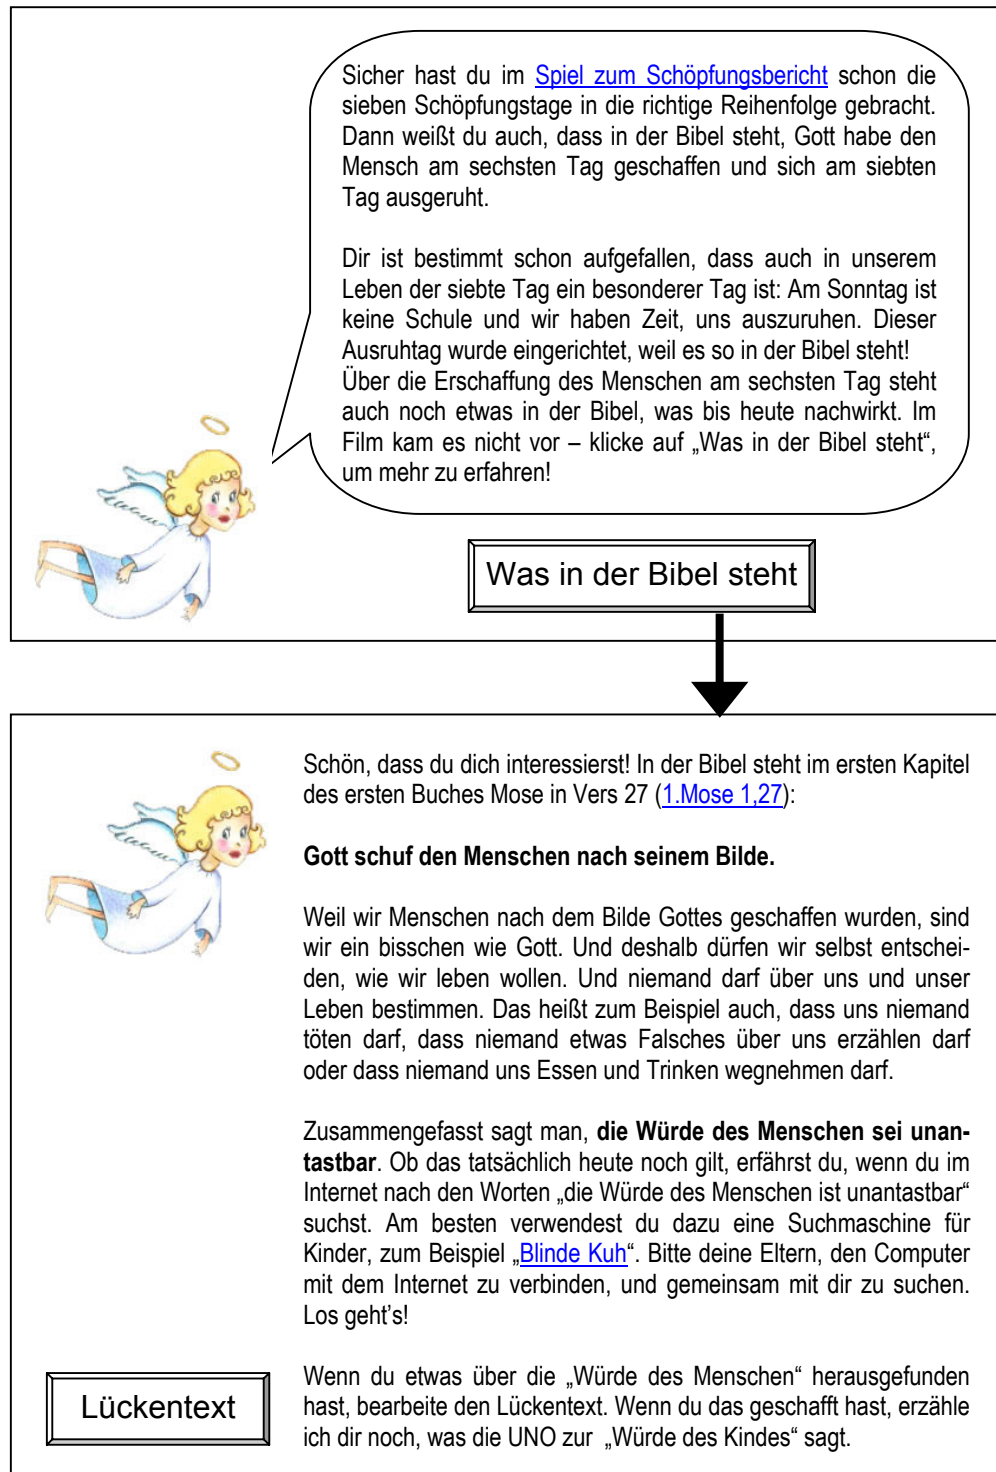 Sicher hast du im Spiel zum Schöpfungsbericht schon die
sieben Schöpfungstage in die richtige Reihenfolge gebracht.
Dann weißt du auch, dass in der Bibel steht, Gott habe den
Mensch am sechsten Tag geschaffen und sich am siebten
Tag ausgeruht.
Dir ist bestimmt schon aufgefallen, dass auch in unserem
Leben der siebte Tag ein besonderer Tag ist: Am Sonntag ist
keine Schule und wir haben Zeit, uns auszuruhen. Dieser
Ausruhtag wurde eingerichtet, weil es so in der Bibel steht!
Über die Erschaffung des Menschen am sechsten Tag steht
auch noch etwas in der Bibel, was bis heute nachwirkt. Im
Film kam es nicht vor – klicke auf „Was in der Bibel steht“,
um mehr zu erfahren!
Was in der Bibel steht
Schön, dass du dich interessierst! In der Bibel steht im ersten Kapitel
des ersten Buches Mose in Vers 27 (1.Mose 1,27):
Gott schuf den Menschen nach seinem Bilde.
Weil wir Menschen nach dem Bilde Gottes geschaffen wurden, sind
wir ein bisschen wie Gott. Und deshalb dürfen wir selbst entschei-
den, wie wir leben wollen. Und niemand darf über uns und unser
Leben bestimmen. Das heißt zum Beispiel auch, dass uns niemand
töten darf, dass niemand etwas Falsches über uns erzählen darf
oder dass niemand uns Essen und Trinken wegnehmen darf.
Zusammengefasst sagt man, die Würde des Menschen sei unan-
tastbar. Ob das tatsächlich heute noch gilt, erfährst du, wenn du im
Internet nach den Worten „die Würde des Menschen ist unantastbar“
suchst. Am besten verwendest du dazu eine Suchmaschine für
Kinder, zum Beispiel „Blinde Kuh“. Bitte deine Eltern, den Computer
mit dem Internet zu verbinden, und gemeinsam mit dir zu suchen.
Los geht’s!
Wenn du etwas über die „Würde des Menschen“ herausgefunden
hast, bearbeite den Lückentext. Wenn du das geschafft hast, erzähle
ich dir noch, was die UNO zur „Würde des Kindes“ sagt.
Lückentext